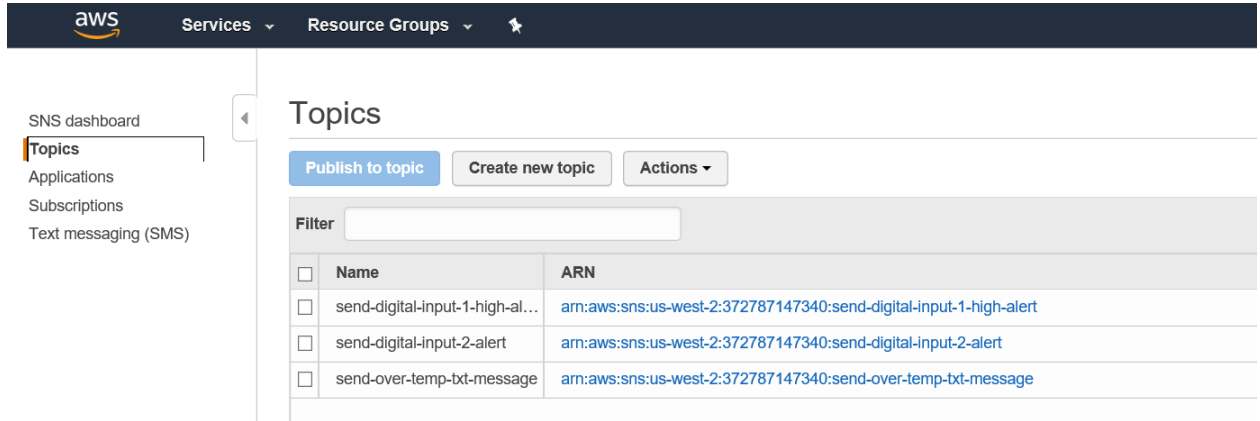 aws Services Resource Groups
SNS dashboard
Topics
Applications
Subscriptions
Text messaging (SMS)
Topics
Publish to topic Create new topic Actions
Filter
Name ARN
send-digital-input-1-high-al... arn:aws:sns:us-west-2:372787147340:send-digital-input-1-high-alert
send-digital-input-2-alert arn:aws:sns:us-west-2:372787147340:send-digital-input-2-alert
send-over-temp-txt-message arn:aws:sns:us-west-2:372787147340:send-over-temp-txt-message